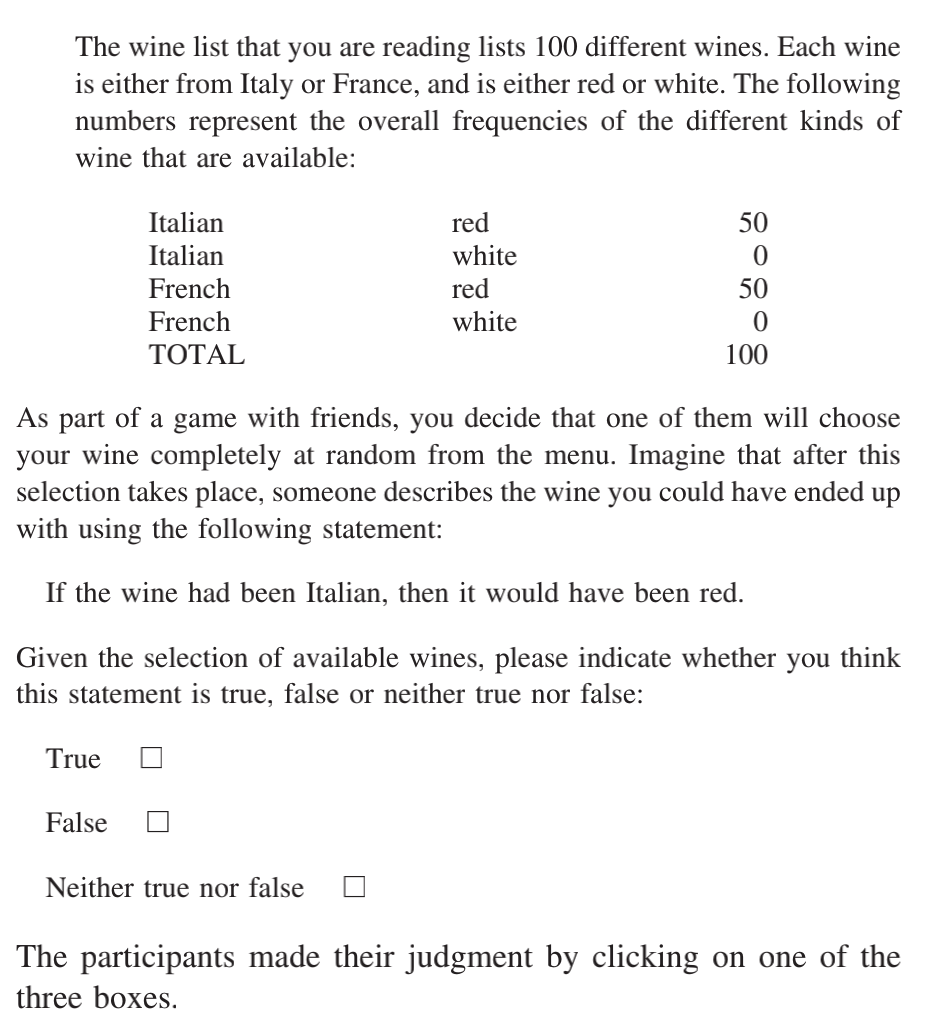 The wine list that you are reading lists 100 different wines. Each wine
is either from Italy or France, and is either red or white. The following
numbers represent the overall frequencies of the different kinds of
wine that are available:
Italian red 50
Italian white 0
French red 50
French white 0
TOTAL 100
As part of a game with friends, you decide that one of them will choose
your wine completely at random from the menu. Imagine that after this
selection takes place, someone describes the wine you could have ended up
with using the following statement:
If the wine had been Italian, then it would have been red.
Given the selection of available wines, please indicate whether you think
this statement is true, false or neither true nor false:
True □
False □
Neither true nor false □
The participants made their judgment by clicking on one of the
three boxes.